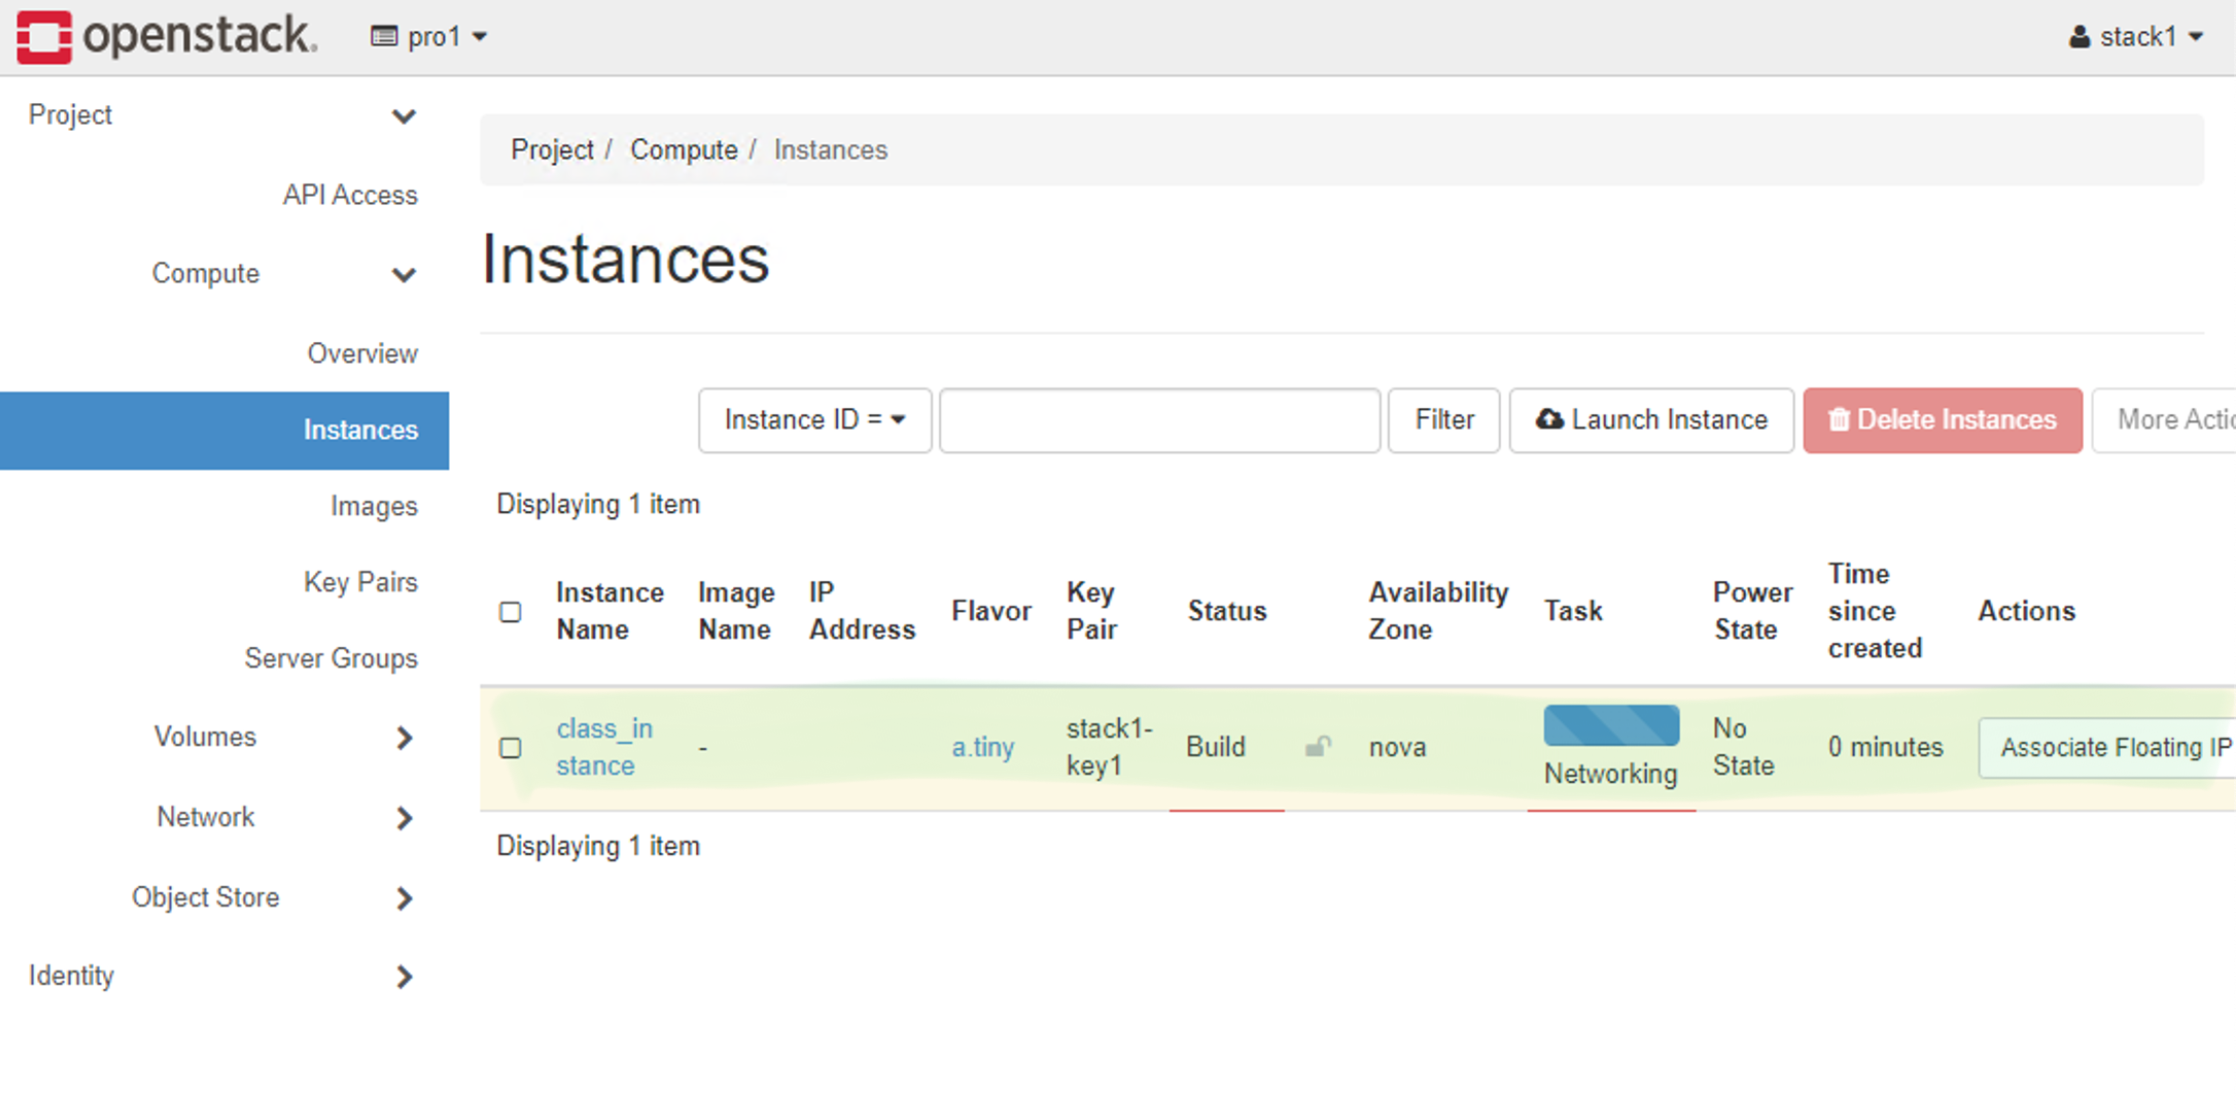 openstack. pro1 stack1
Project
API Access
Compute
Overview
Instances
Images
Key Pairs
Server Groups
Volumes
Network
Object Store
Identity
Project / Compute / Instances
Instances
Instance ID = Filter Launch Instance Delete Instances More
Displaying 1 item
Instance Name Image Name IP Address Flavor Key Pair Status Availability Zone Task Power State Time since created Actions
class_in
stance - a.tiny stack1-
key1 Build nova Networking No State 0 minutes Associate Floating IP
Displaying 1 item